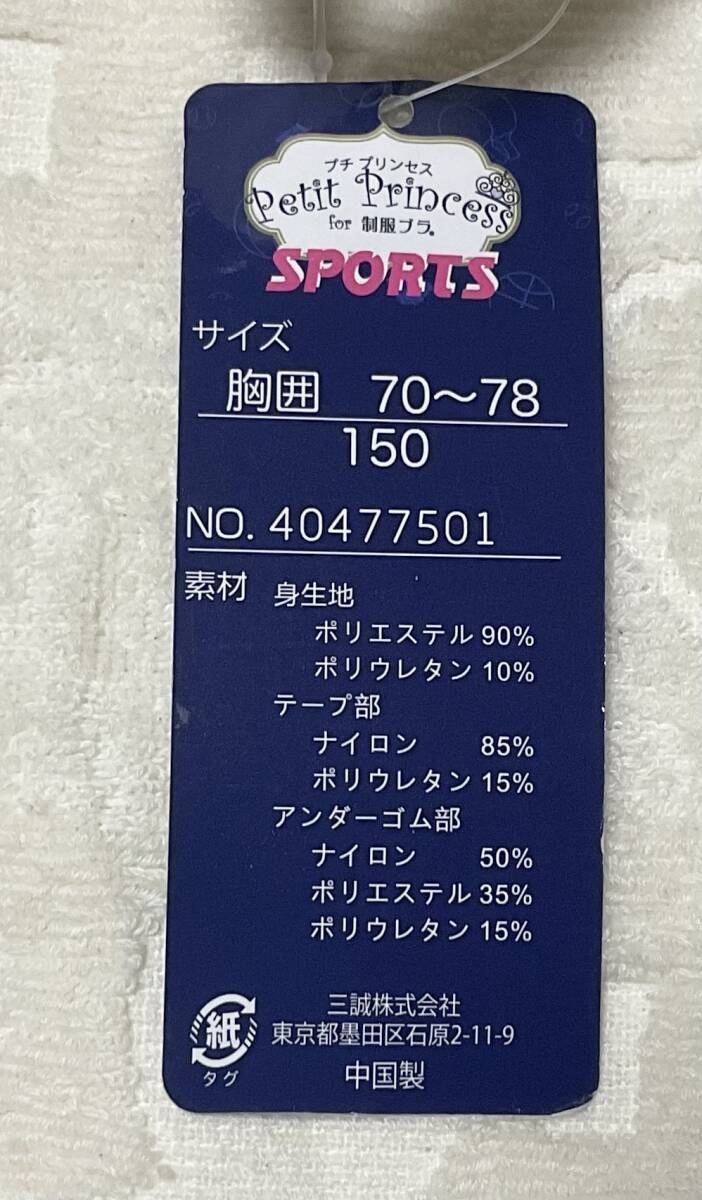 プチ プリンセス
Petit Princess
for 制服ブラ®
SPORTS
サイズ
胸囲 70～78
150
NO. 40477501
素材 身生地
ポリエステル 90%
ポリウレタン 10%
テープ部
ナイロン 85%
ポリウレタン 15%
アンダーゴム部
ナイロン 50%
ポリエステル 35%
ポリウレタン 15%
紙
タグ
三誠株式会社
東京都墨田区石原2-11-9
中国製